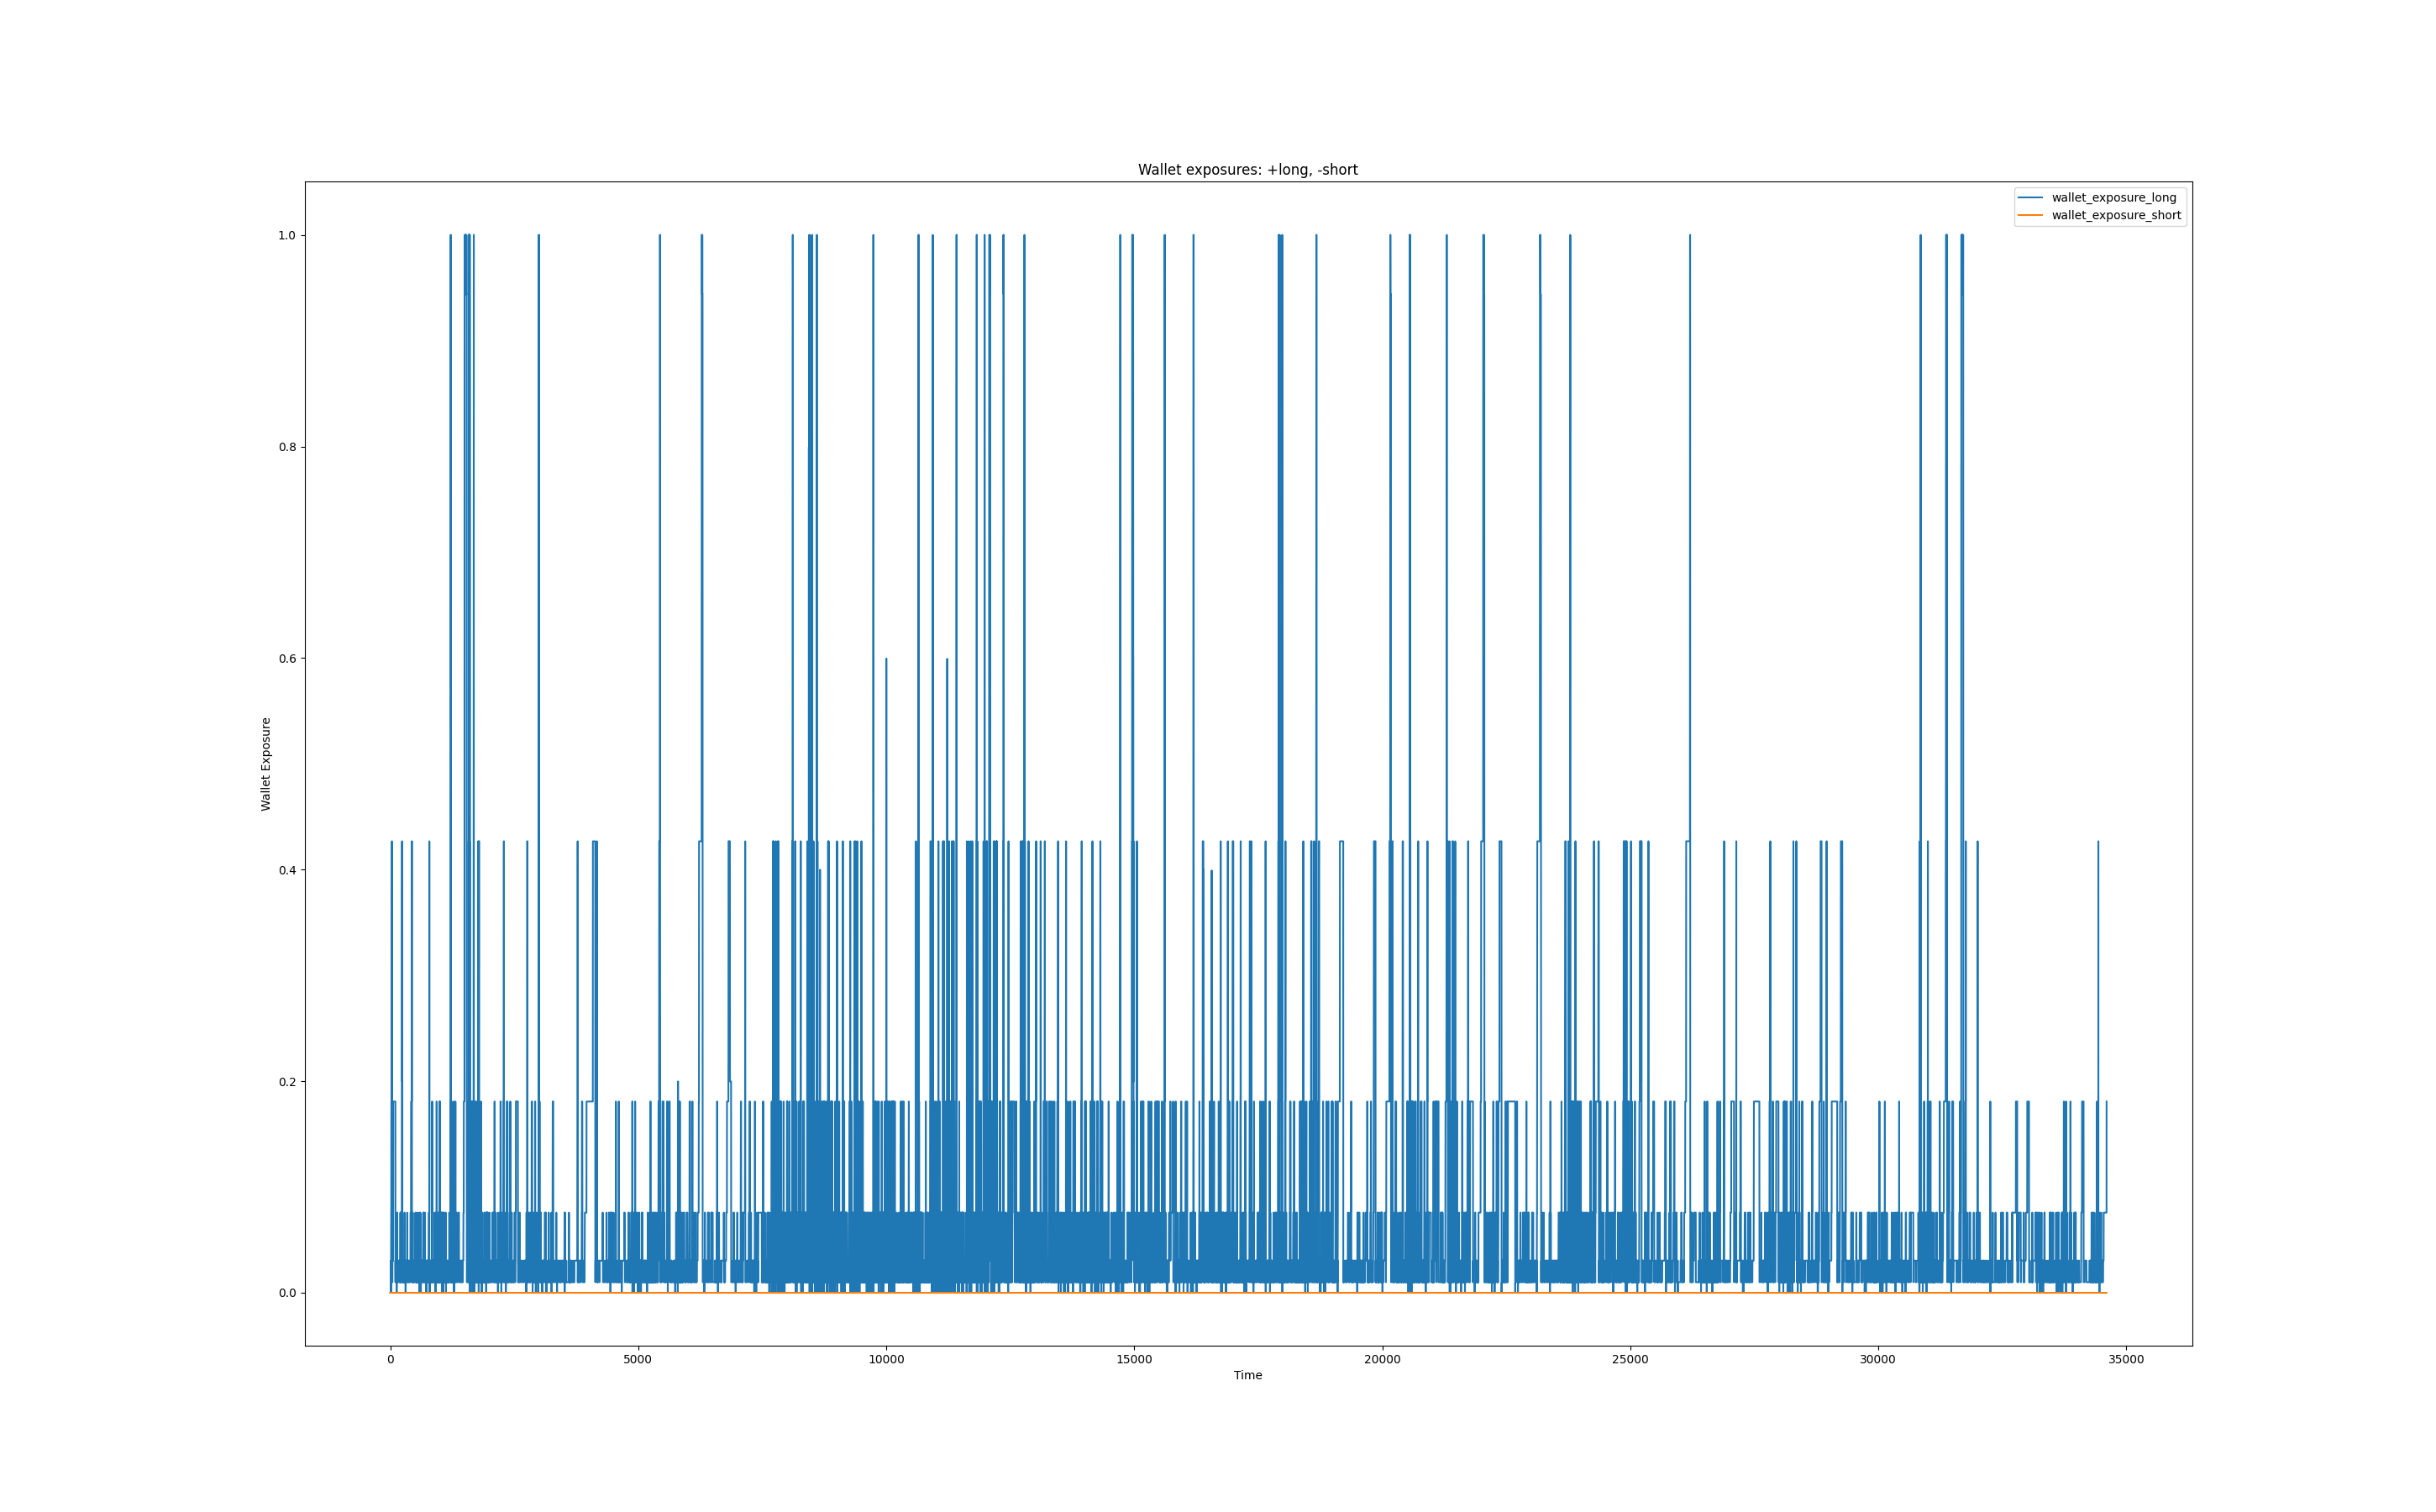 Wallet exposures: +long, -short
wallet_exposure_long
wallet_exposure_short
1.0
0.8
0.6
0.4
0.2
0.0
Wallet Exposure
0 5000 10000 15000 20000 25000 30000 35000
Time